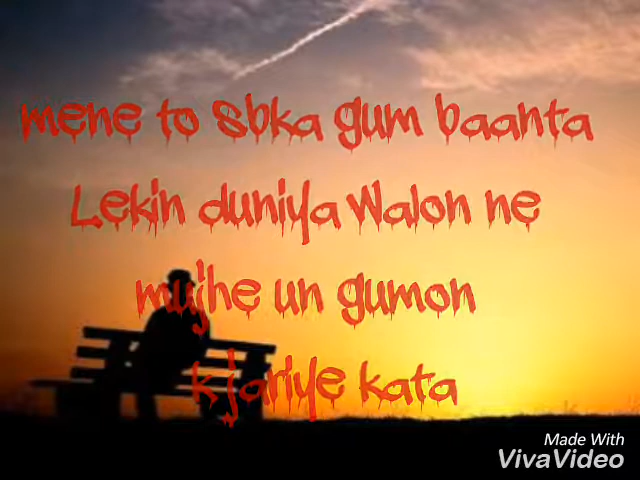 mene to Sbka gum baanta
Lekin duniya Walon ne
mujhe un gumon
k jariye kata
Made With
VivaVideo